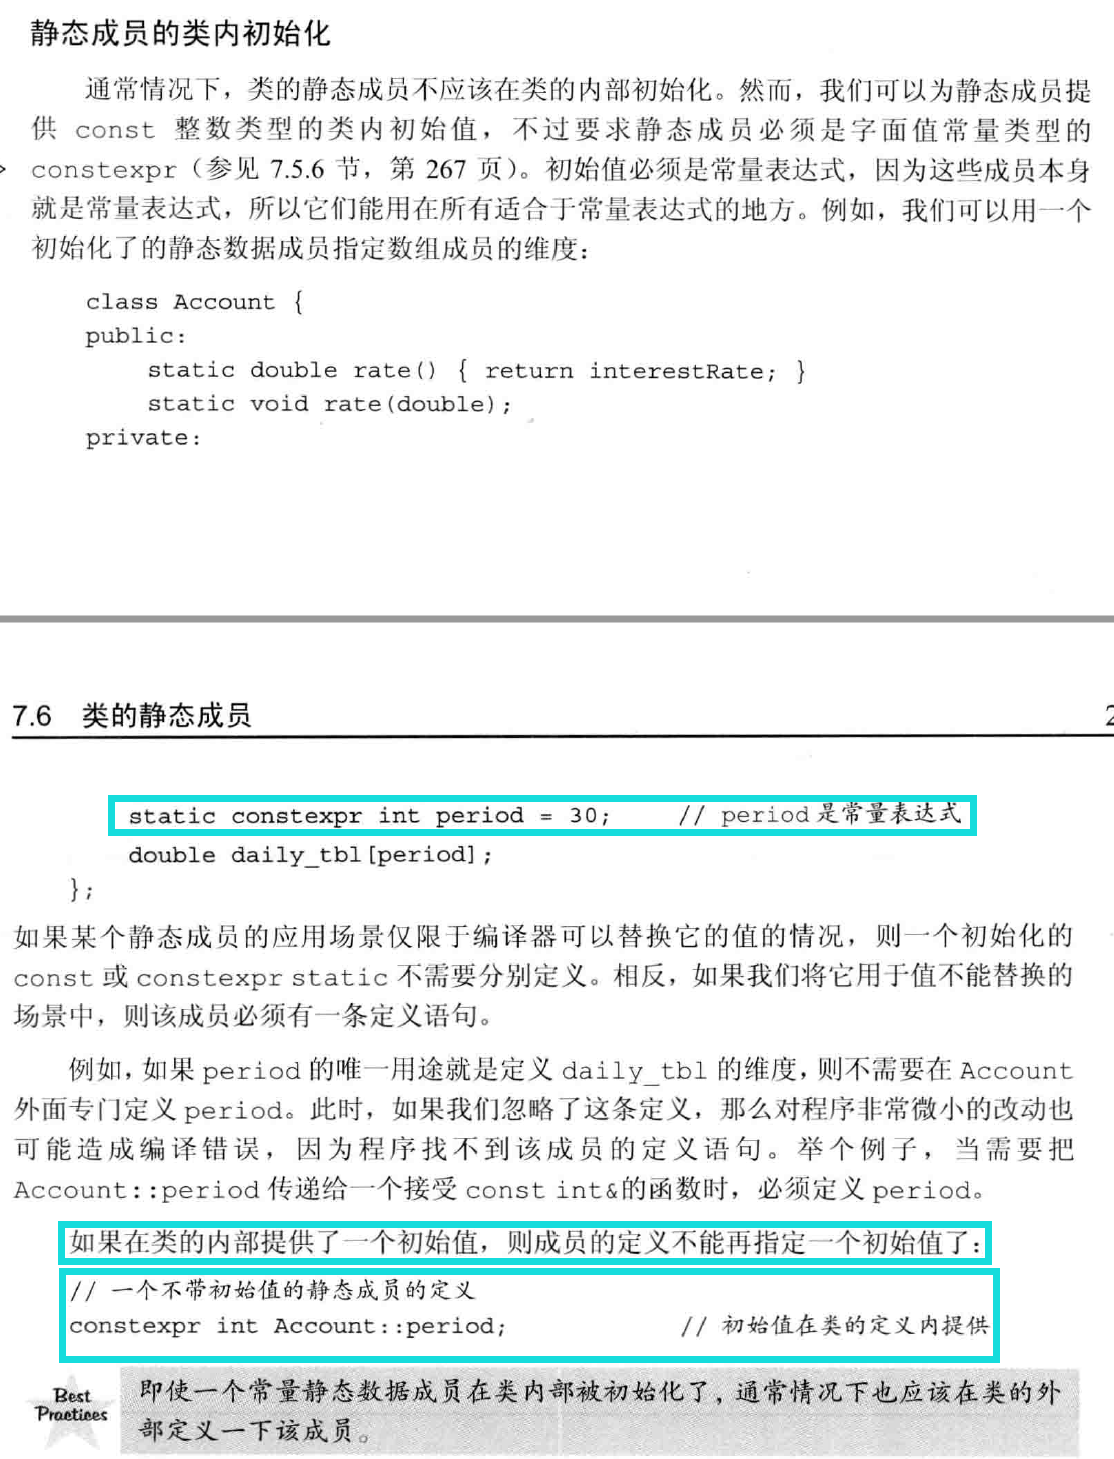 静态成员的类内初始化
通常情况下，类的静态成员不应该在类的内部初始化。然而，我们可以为静态成员提
供 const 整数类型的类内初始值，不过要求静态成员必须是字面值常量类型的
constexpr（参见 7.5.6 节，第 267 页）。初始值必须是常量表达式，因为这些成员本身
就是常量表达式，所以它们能用在所有适合于常量表达式的地方。例如，我们可以用一个
初始化了的静态数据成员指定数组成员的维度：
class Account {
public:
static double rate() { return interestRate; }
static void rate(double);
private:
7.6 类的静态成员
static constexpr int period = 30; // period是常量表达式
double daily_tbl[period];
};
如果某个静态成员的应用场景仅限于编译器可以替换它的值的情况，则一个初始化的
const 或 constexpr static 不需要分别定义。相反，如果我们将它用于值不能替换的
场景中，则该成员必须有一条定义语句。
例如，如果 period 的唯一用途就是定义 daily_tbl 的维度，则不需要在 Account
外面专门定义 period。此时，如果我们忽略了这条定义，那么对程序非常微小的改动也
可能造成编译错误，因为程序找不到该成员的定义语句。举个例子，当需要把
Account::period 传递给一个接受 const int&的函数时，必须定义 period。
如果在类的内部提供了一个初始值，则成员的定义不能再指定一个初始值了：
// 一个不带初始值的静态成员的定义
constexpr int Account::period; // 初始值在类的定义内提供
Best
Practices
即使一个常量静态数据成员在类内部被初始化了，通常情况下也应该在类的外
部定义一下该成员。